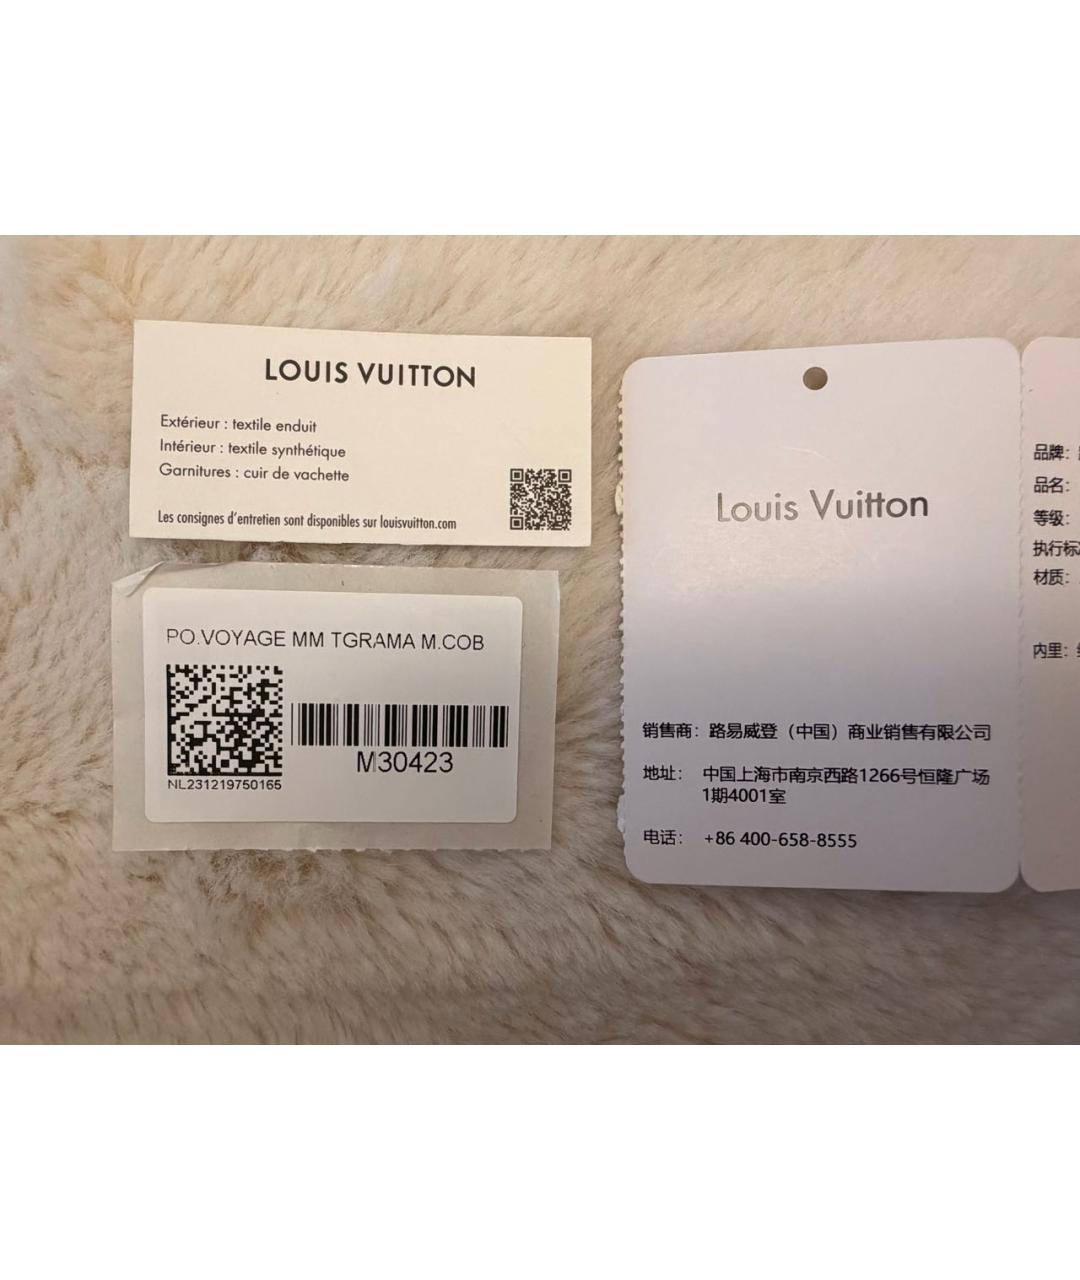 LOUIS VUITTON
Extérieur : textile enduit
Intérieur : textile synthétique
Garnitures : cuir de vachette
Les consignes d'entretien sont disponibles sur louisvuitton.com
PO.VOYAGE MM TGRAMA M.COB
M30423
NL231219750165
Louis Vuitton
销售商：路易威登（中国）商业销售有限公司
地址：中国上海市南京西路1266号恒隆广场
1期4001室
电话：+86 400-658-8555
品牌：
品名：
等级：
执行标
材质：
内里：